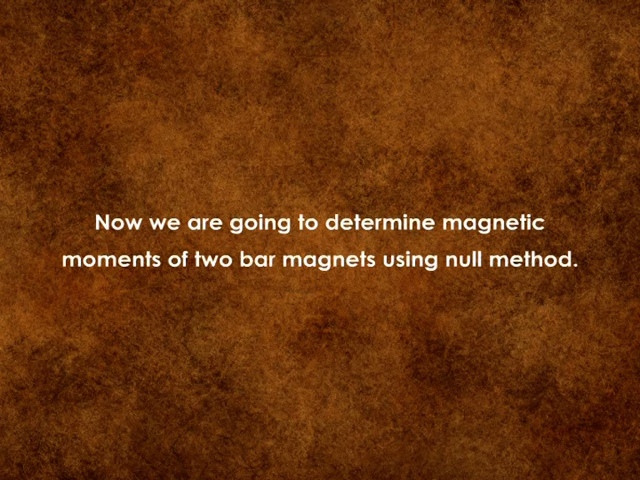 Now we are going to determine magnetic
moments of two bar magnets using null method.